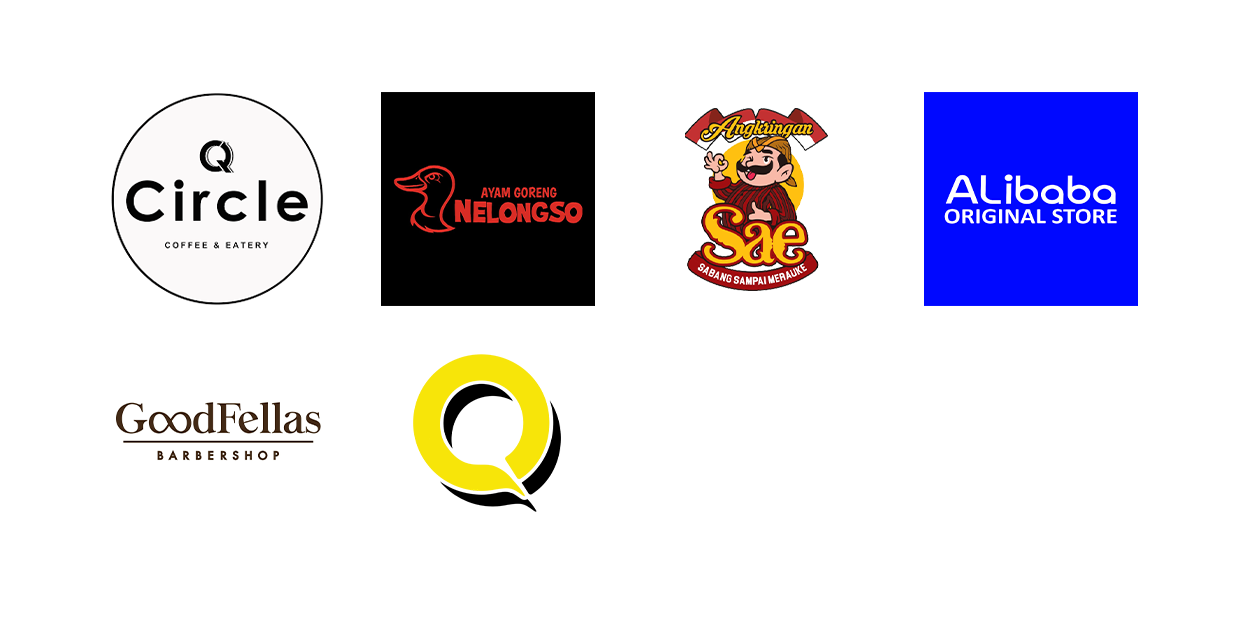 Q
Circle
COFFEE & EATERY
AYAM GORENG
NELONGSO
Angkringan
Sae
SABANG SAMPAI MERAUKE
ALibaba
ORIGINAL STORE
GoodFellas
BARBERSHOP
Q